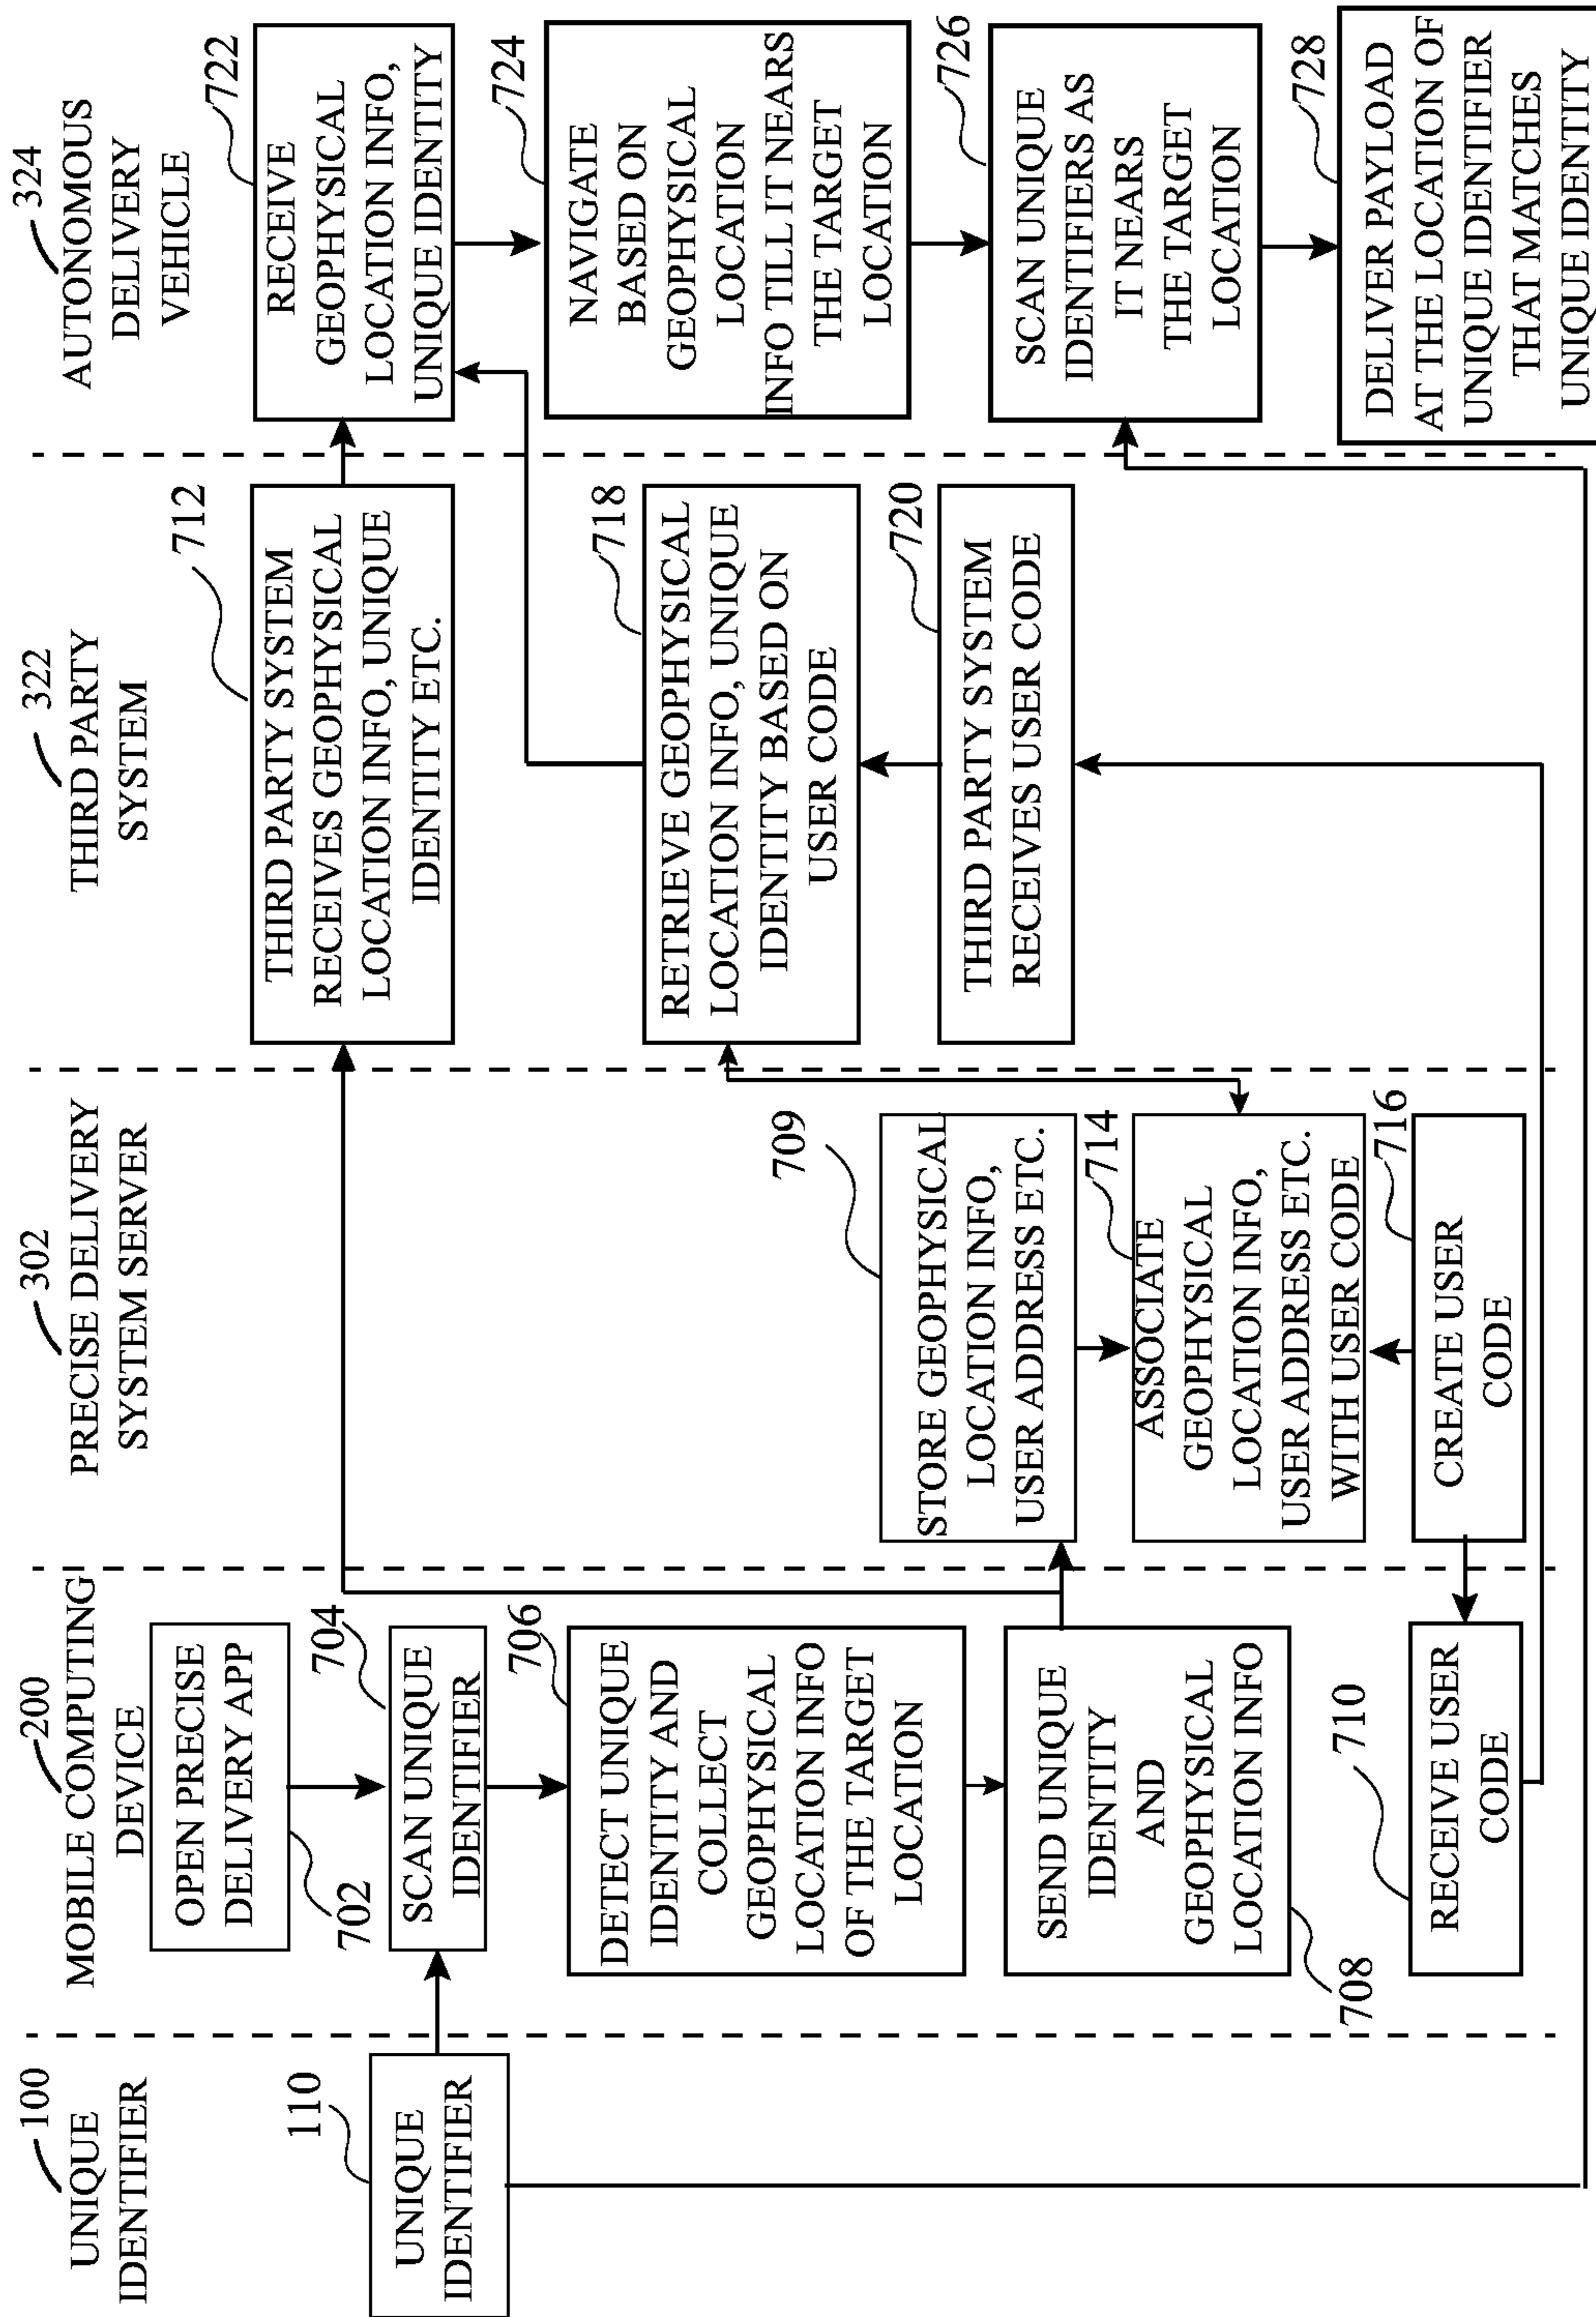 100
UNIQUE
IDENTIFIER
110
UNIQUE
IDENTIFIER
200
MOBILE COMPUTING
DEVICE
OPEN PRECISE
DELIVERY APP
702
704
SCAN UNIQUE
IDENTIFIER
706
DETECT UNIQUE
IDENTITY AND
COLLECT
GEOPHYSICAL
LOCATION INFO
OF THE TARGET
LOCATION
SEND UNIQUE
IDENTITY
AND
GEOPHYSICAL
LOCATION INFO
708
710
RECEIVE USER
CODE
302
PRECISE DELIVERY
SYSTEM SERVER
709
STORE GEOPHYSICAL
LOCATION INFO,
USER ADDRESS ETC.
714
ASSOCIATE
GEOPHYSICAL
LOCATION INFO,
USER ADDRESS ETC.
WITH USER CODE
716
CREATE USER
CODE
322
THIRD PARTY
SYSTEM
712
THIRD PARTY SYSTEM
RECEIVES GEOPHYSICAL
LOCATION INFO, UNIQUE
IDENTITY ETC.
718
RETRIEVE GEOPHYSICAL
LOCATION INFO, UNIQUE
IDENTITY BASED ON
USER CODE
720
THIRD PARTY SYSTEM
RECEIVES USER CODE
324
AUTONOMOUS
DELIVERY
VEHICLE
722
RECEIVE
GEOPHYSICAL
LOCATION INFO,
UNIQUE IDENTITY
724
NAVIGATE
BASED ON
GEOPHYSICAL
LOCATION
INFO TILL IT NEARS
THE TARGET
LOCATION
726
SCAN UNIQUE
IDENTIFIERS AS
IT NEARS
THE TARGET
LOCATION
728
DELIVER PAYLOAD
AT THE LOCATION OF
UNIQUE IDENTIFIER
THAT MATCHES
UNIQUE IDENTITY